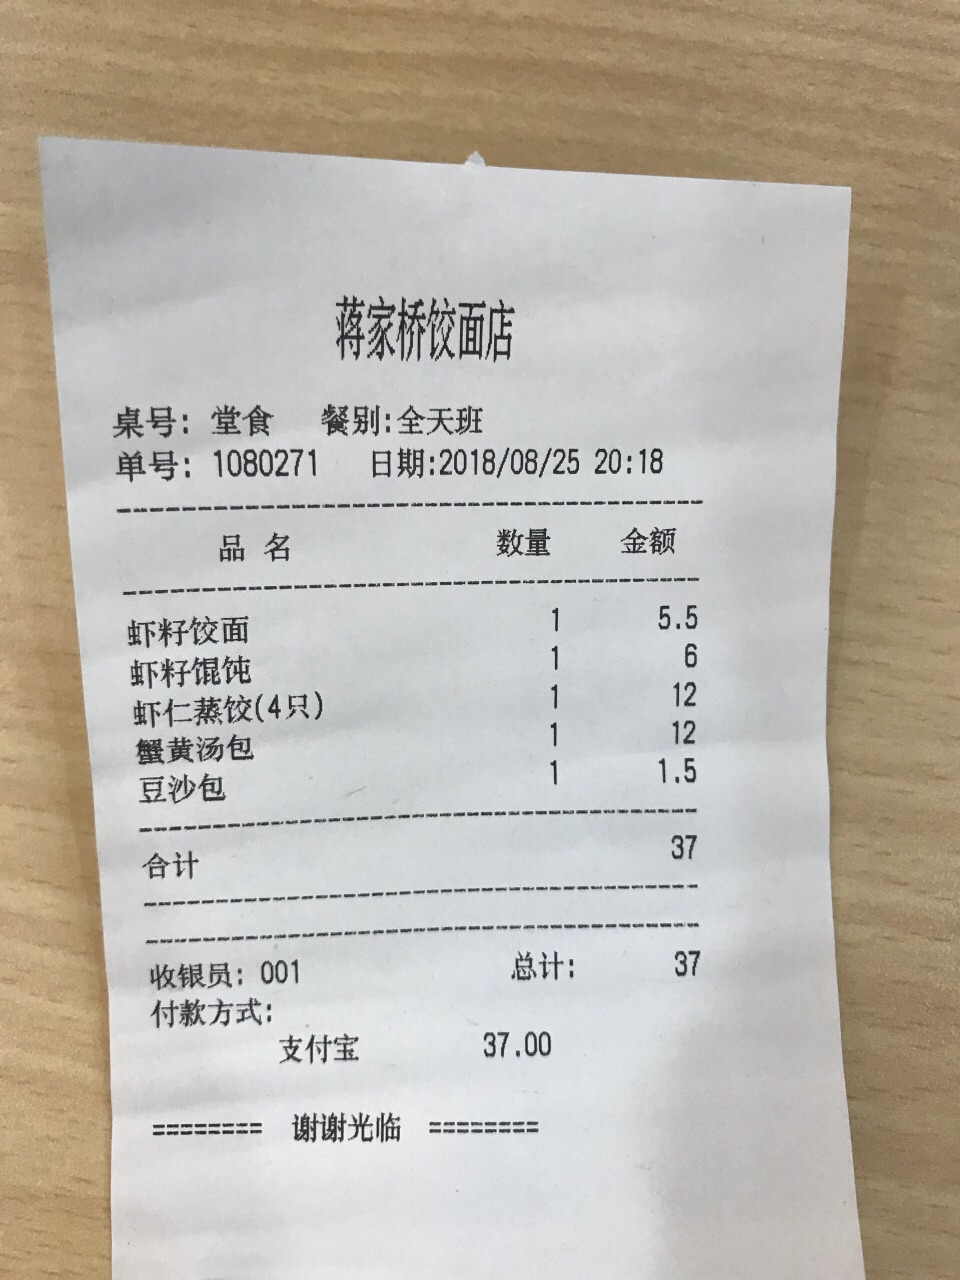 蒋家桥饺面店
桌号: 堂食 餐别:全天班
单号: 1080271 日期:2018/08/25 20:18
品 名 数量 金额
虾籽饺面 1 5.5
虾籽馄饨 1 6
虾仁蒸饺(4只) 1 12
蟹黄汤包 1 12
豆沙包 1 1.5
合计 37
收银员: 001 总计: 37
付款方式:
支付宝 37.00
======== 谢谢光临 ========